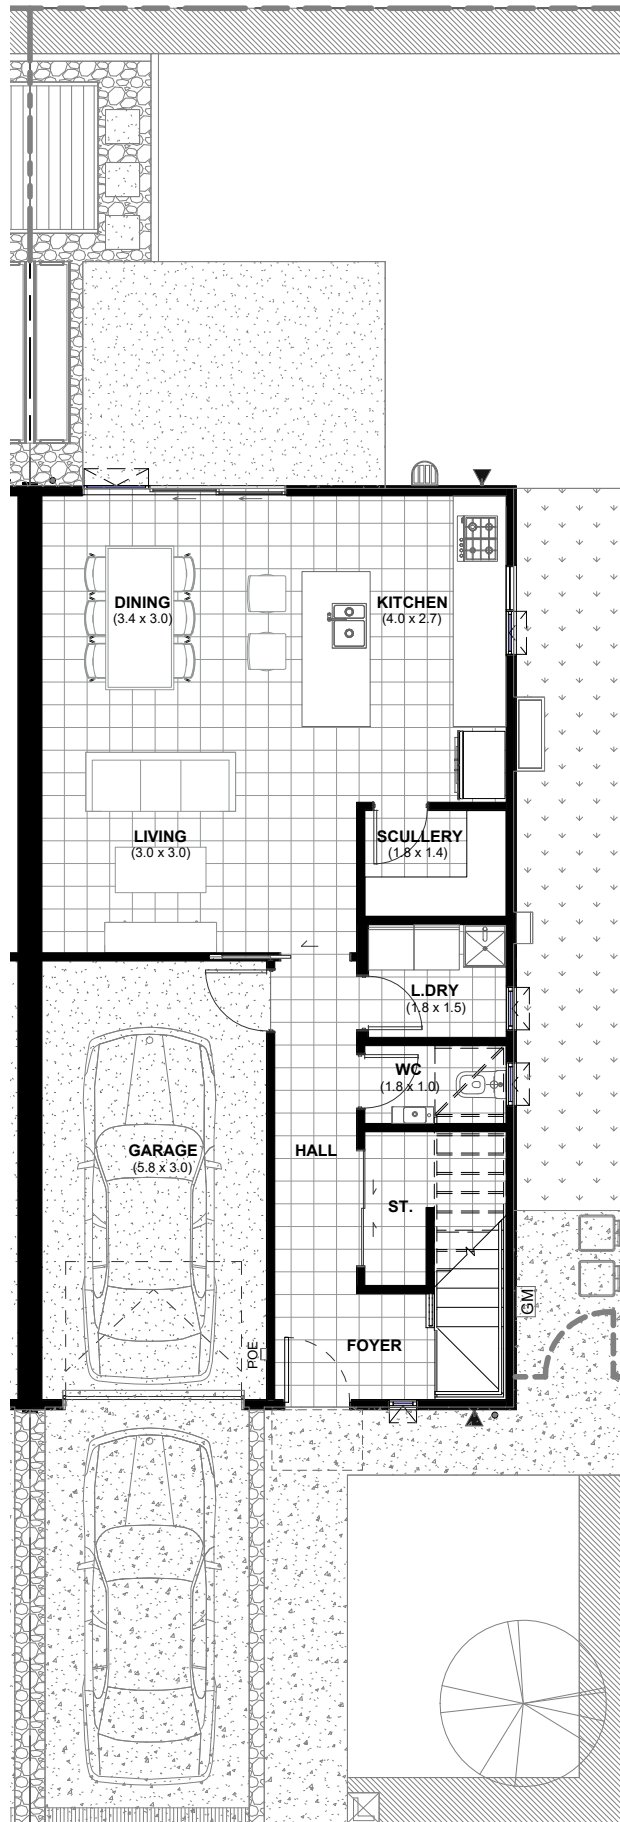 DINING
(3.4 x 3.0)
KITCHEN
(4.0 x 2.7)
LIVING
(3.0 x 3.0)
SCULLERY
(1.8 x 1.4)
L.DRY
(1.8 x 1.5)
WC
(1.8 x 1.0)
GARAGE
(5.8 x 3.0)
HALL
ST.
GM
FOYER
POE